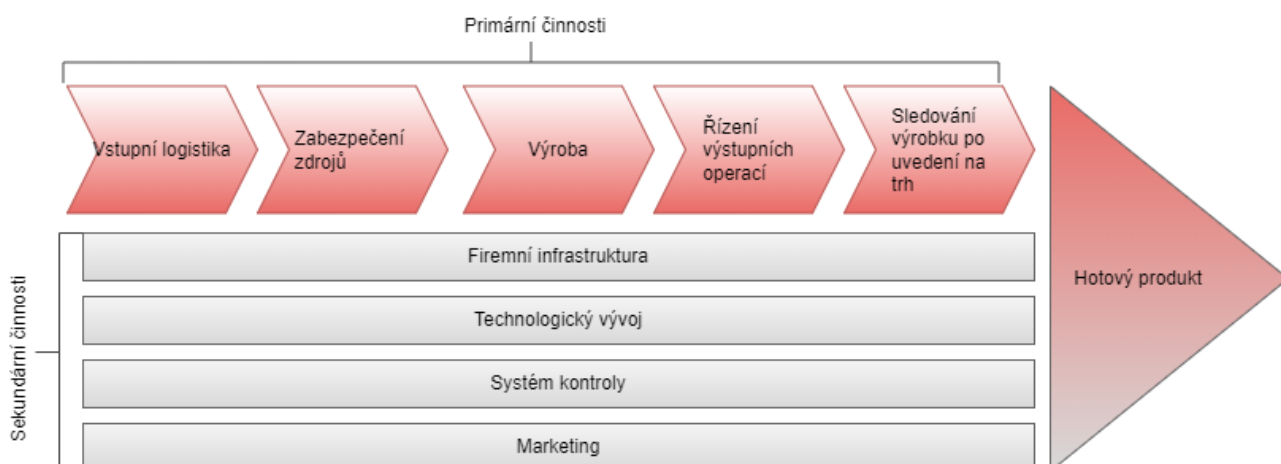 Primární činnosti
Vstupní logistika
Zabezpečení
zdrojů
Výroba
Řízení
výstupních
operací
Sledování
výrobku po
uvedení na
trh
Sekundární činnosti
Firemní infrastruktura
Technologický vývoj
Systém kontroly
Marketing
Hotový produkt